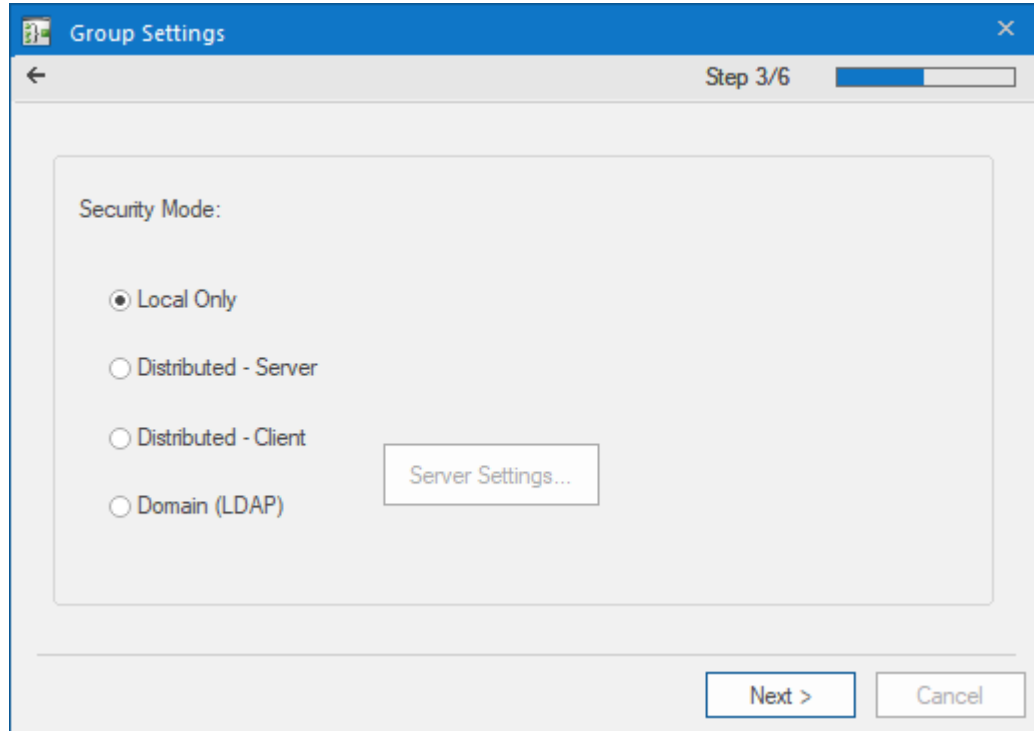 Group Settings
Step 3/6
Security Mode:
Local Only
Distributed - Server
Distributed - Client
Server Settings...
Domain (LDAP)
Next >
Cancel